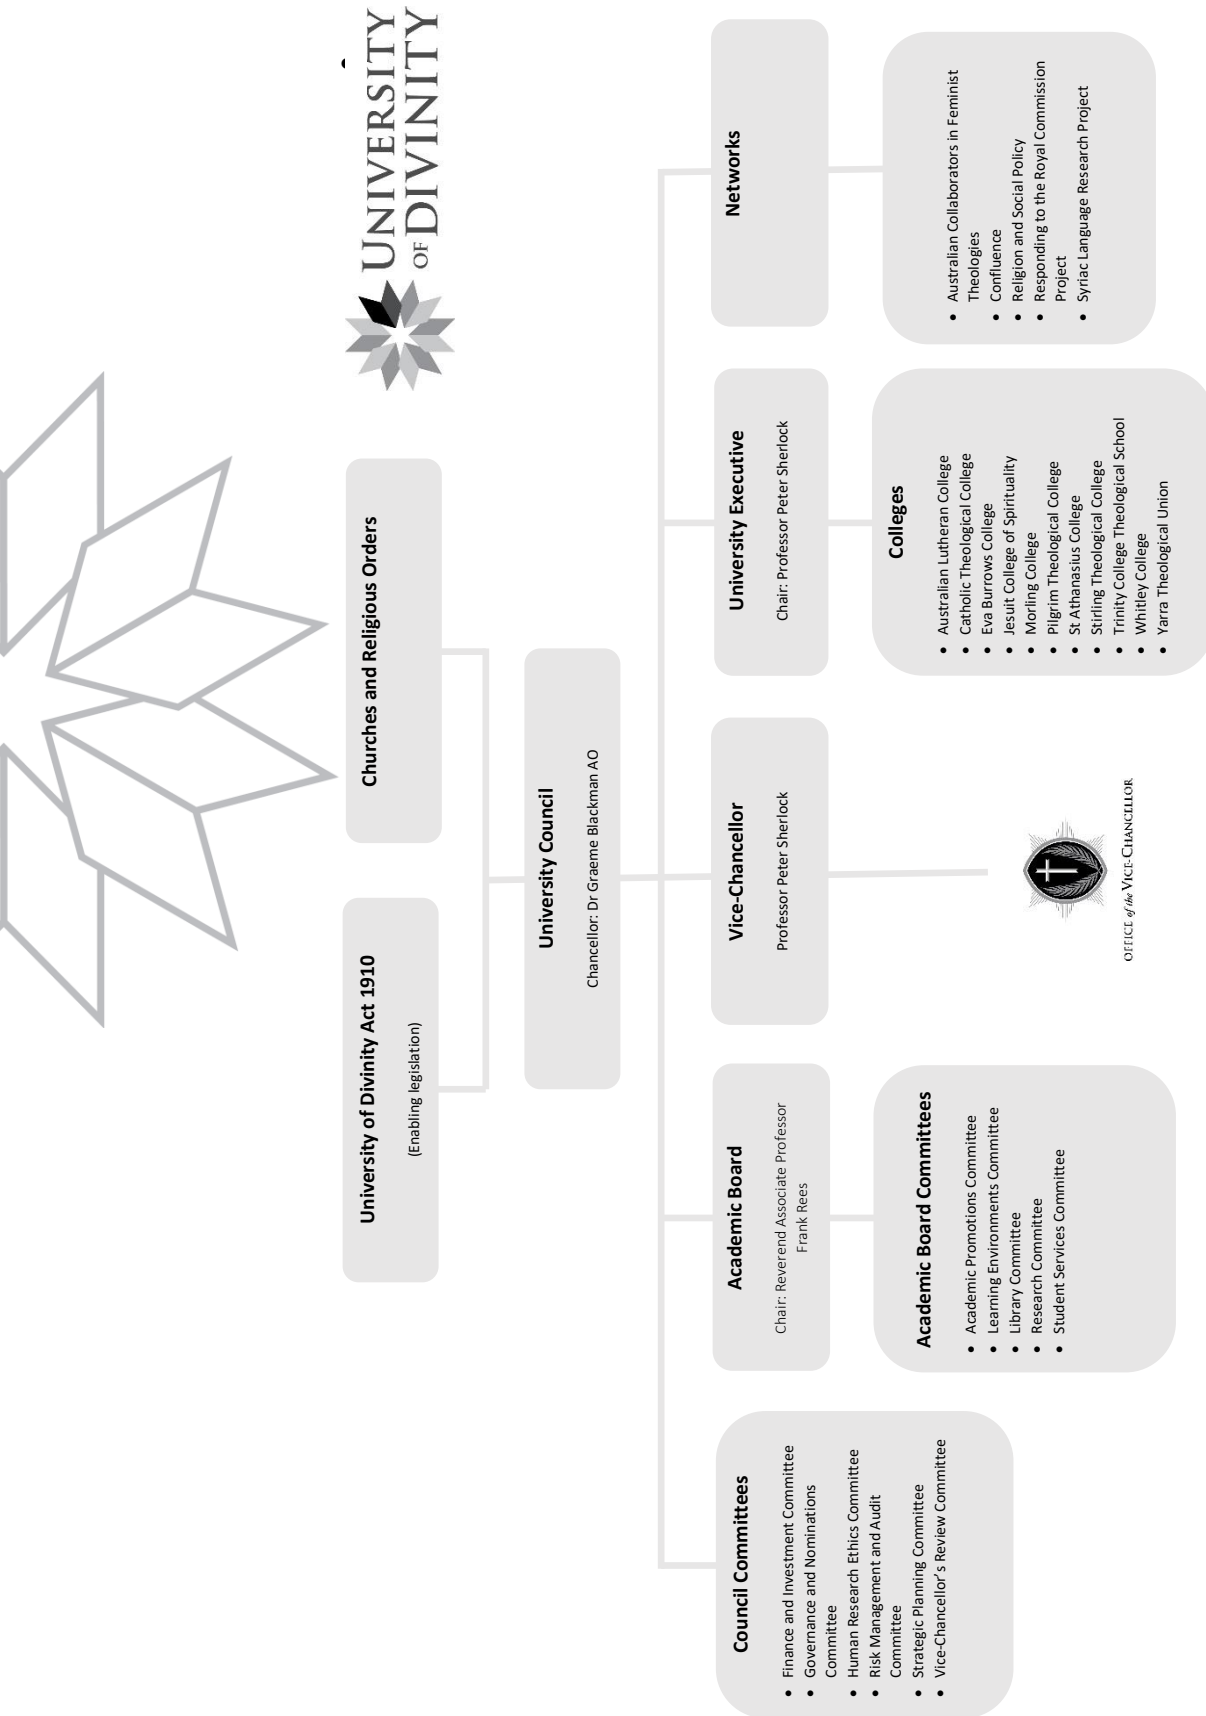 UNIVERSITY
OF DIVINITY
University of Divinity Act 1910
(Enabling legislation)
Churches and Religious Orders
University Council
Chancellor: Dr Graeme Blackman AO
Council Committees
• Finance and Investment Committee
• Governance and Nominations
Committee
• Human Research Ethics Committee
• Risk Management and Audit
Committee
• Strategic Planning Committee
• Vice-Chancellor's Review Committee
Academic Board
Chair: Reverend Associate Professor
Frank Rees
Academic Board Committees
• Academic Promotions Committee
• Learning Environments Committee
• Library Committee
• Research Committee
• Student Services Committee
Vice-Chancellor
Professor Peter Sherlock
OFFICE of the VICE-CHANCELLOR
University Executive
Chair: Professor Peter Sherlock
Colleges
• Australian Lutheran College
• Catholic Theological College
• Eva Burrows College
• Jesuit College of Spirituality
• Morling College
• Pilgrim Theological College
• St Athanasius College
• Stirling Theological College
• Trinity College Theological School
• Whitley College
• Yarra Theological Union
Networks
• Australian Collaborators in Feminist
Theologies
• Confluence
• Religion and Social Policy
• Responding to the Royal Commission
Project
• Syriac Language Research Project